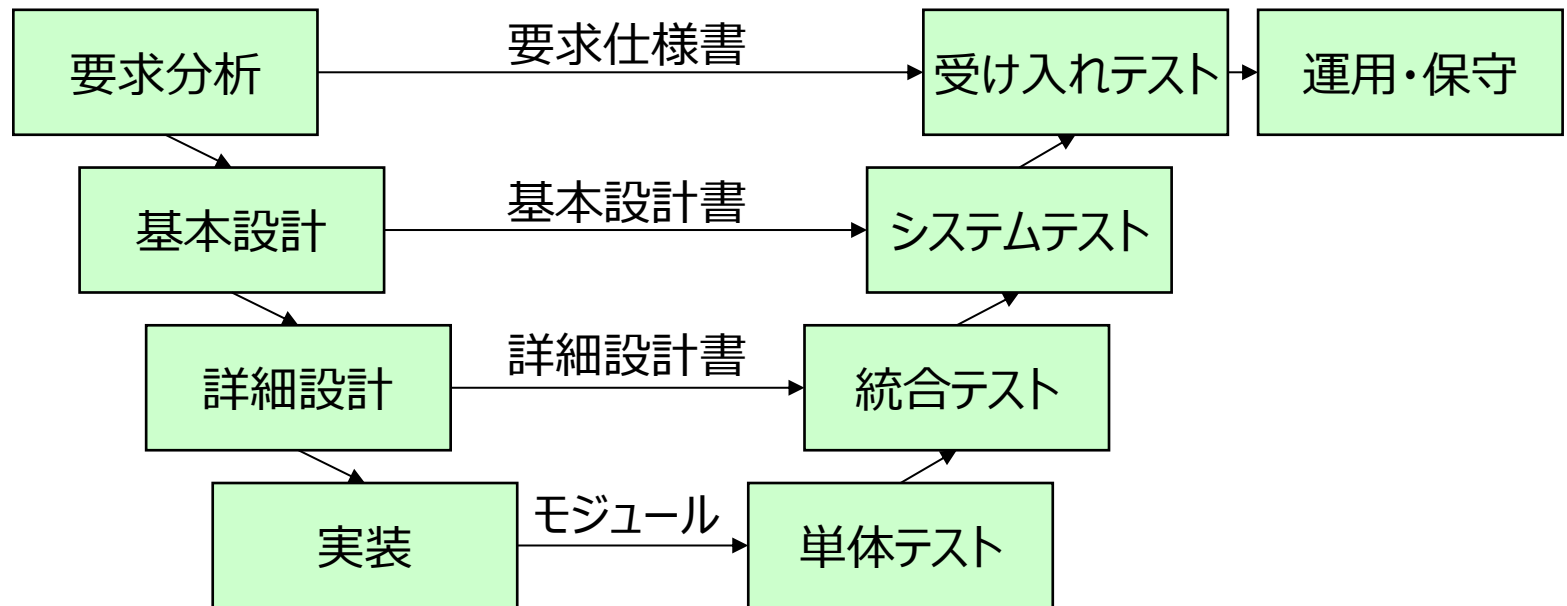 要求分析
要求仕様書
受け入れテスト
運用・保守
基本設計
基本設計書
システムテスト
詳細設計
詳細設計書
統合テスト
実装
モジュール
単体テスト